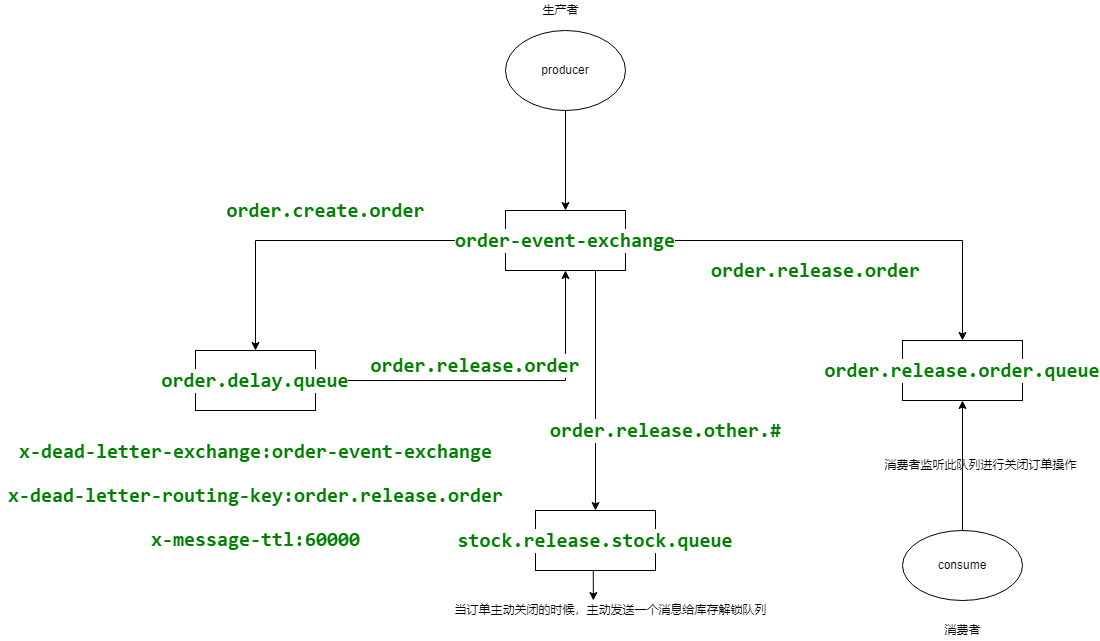 生产者
producer
order.create.order
order-event-exchange
order.release.order
order.release.order
order.delay.queue
order.release.order.queue
order.release.other.#
x-dead-letter-exchange:order-event-exchange
消费者监听此队列进行关闭订单操作
x-dead-letter-routing-key:order.release.order
x-message-ttl:60000
stock.release.stock.queue
consume
当订单主动关闭的时候，主动发送一个消息给库存解锁队列
消费者